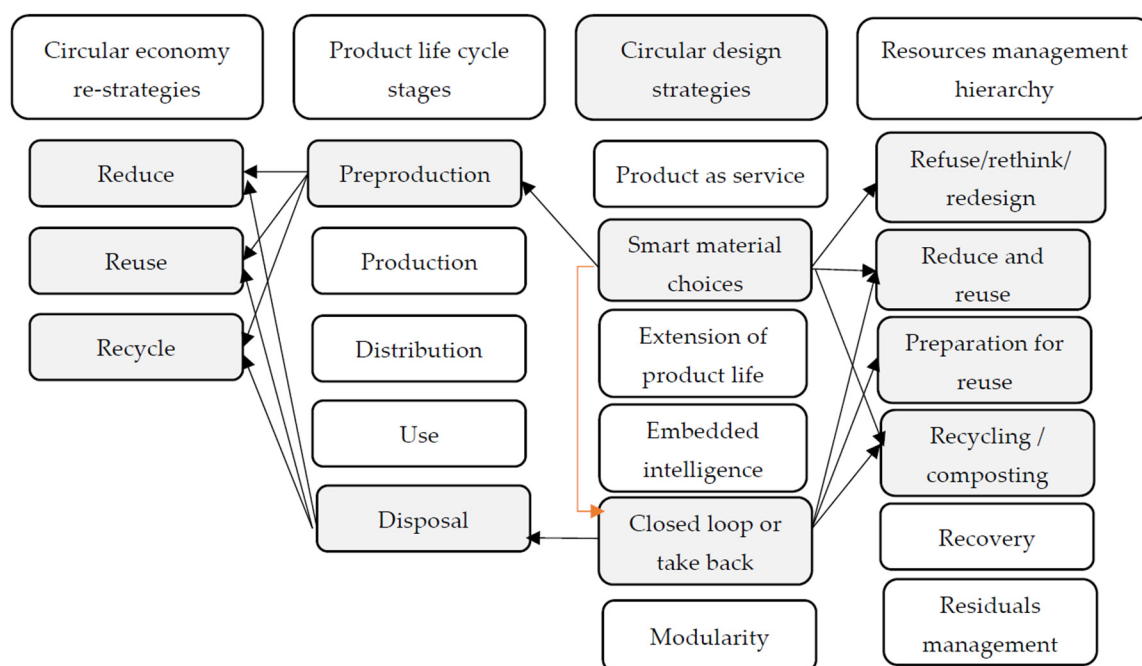 Circular economy
re-strategies
Product life cycle
stages
Circular design
strategies
Resources management
hierarchy
Reduce
Reuse
Recycle
Preproduction
Production
Distribution
Use
Disposal
Product as service
Smart material
choices
Extension of
product life
Embedded
intelligence
Closed loop or
take back
Modularity
Refuse/rethink/
redesign
Reduce and
reuse
Preparation for
reuse
Recycling /
composting
Recovery
Residuals
management